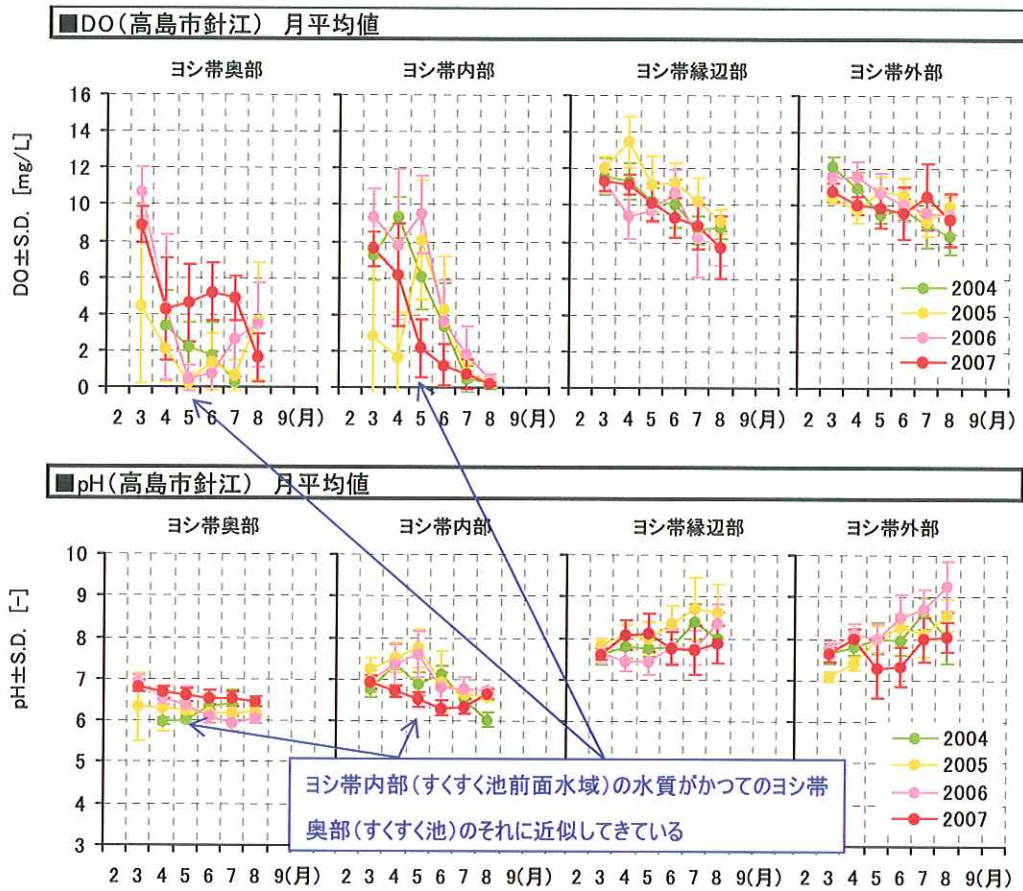 ■DO(高島市針江) 月平均値
ヨシ帯奥部 ヨシ帯内部 ヨシ帯縁辺部 ヨシ帯外部
DO±S.D. [mg/L]
16
14
12
10
8
6
4
2
0
2004
2005
2006
2007
2 3 4 5 6 7 8 9(月) 2 3 4 5 6 7 8 9(月) 2 3 4 5 6 7 8 9(月) 2 3 4 5 6 7 8 9(月)
■pH(高島市針江) 月平均値
ヨシ帯奥部 ヨシ帯内部 ヨシ帯縁辺部 ヨシ帯外部
pH±S.D. [-]
10
9
8
7
6
5
4
3
2004
2005
2006
2007
ヨシ帯内部(すくすく池前面水域)の水質がかつてのヨシ帯
奥部(すくすく池)のそれに近似してきている
2 3 4 5 6 7 8 9(月) 2 3 4 5 6 7 8 9(月) 2 3 4 5 6 7 8 9(月) 2 3 4 5 6 7 8 9(月)